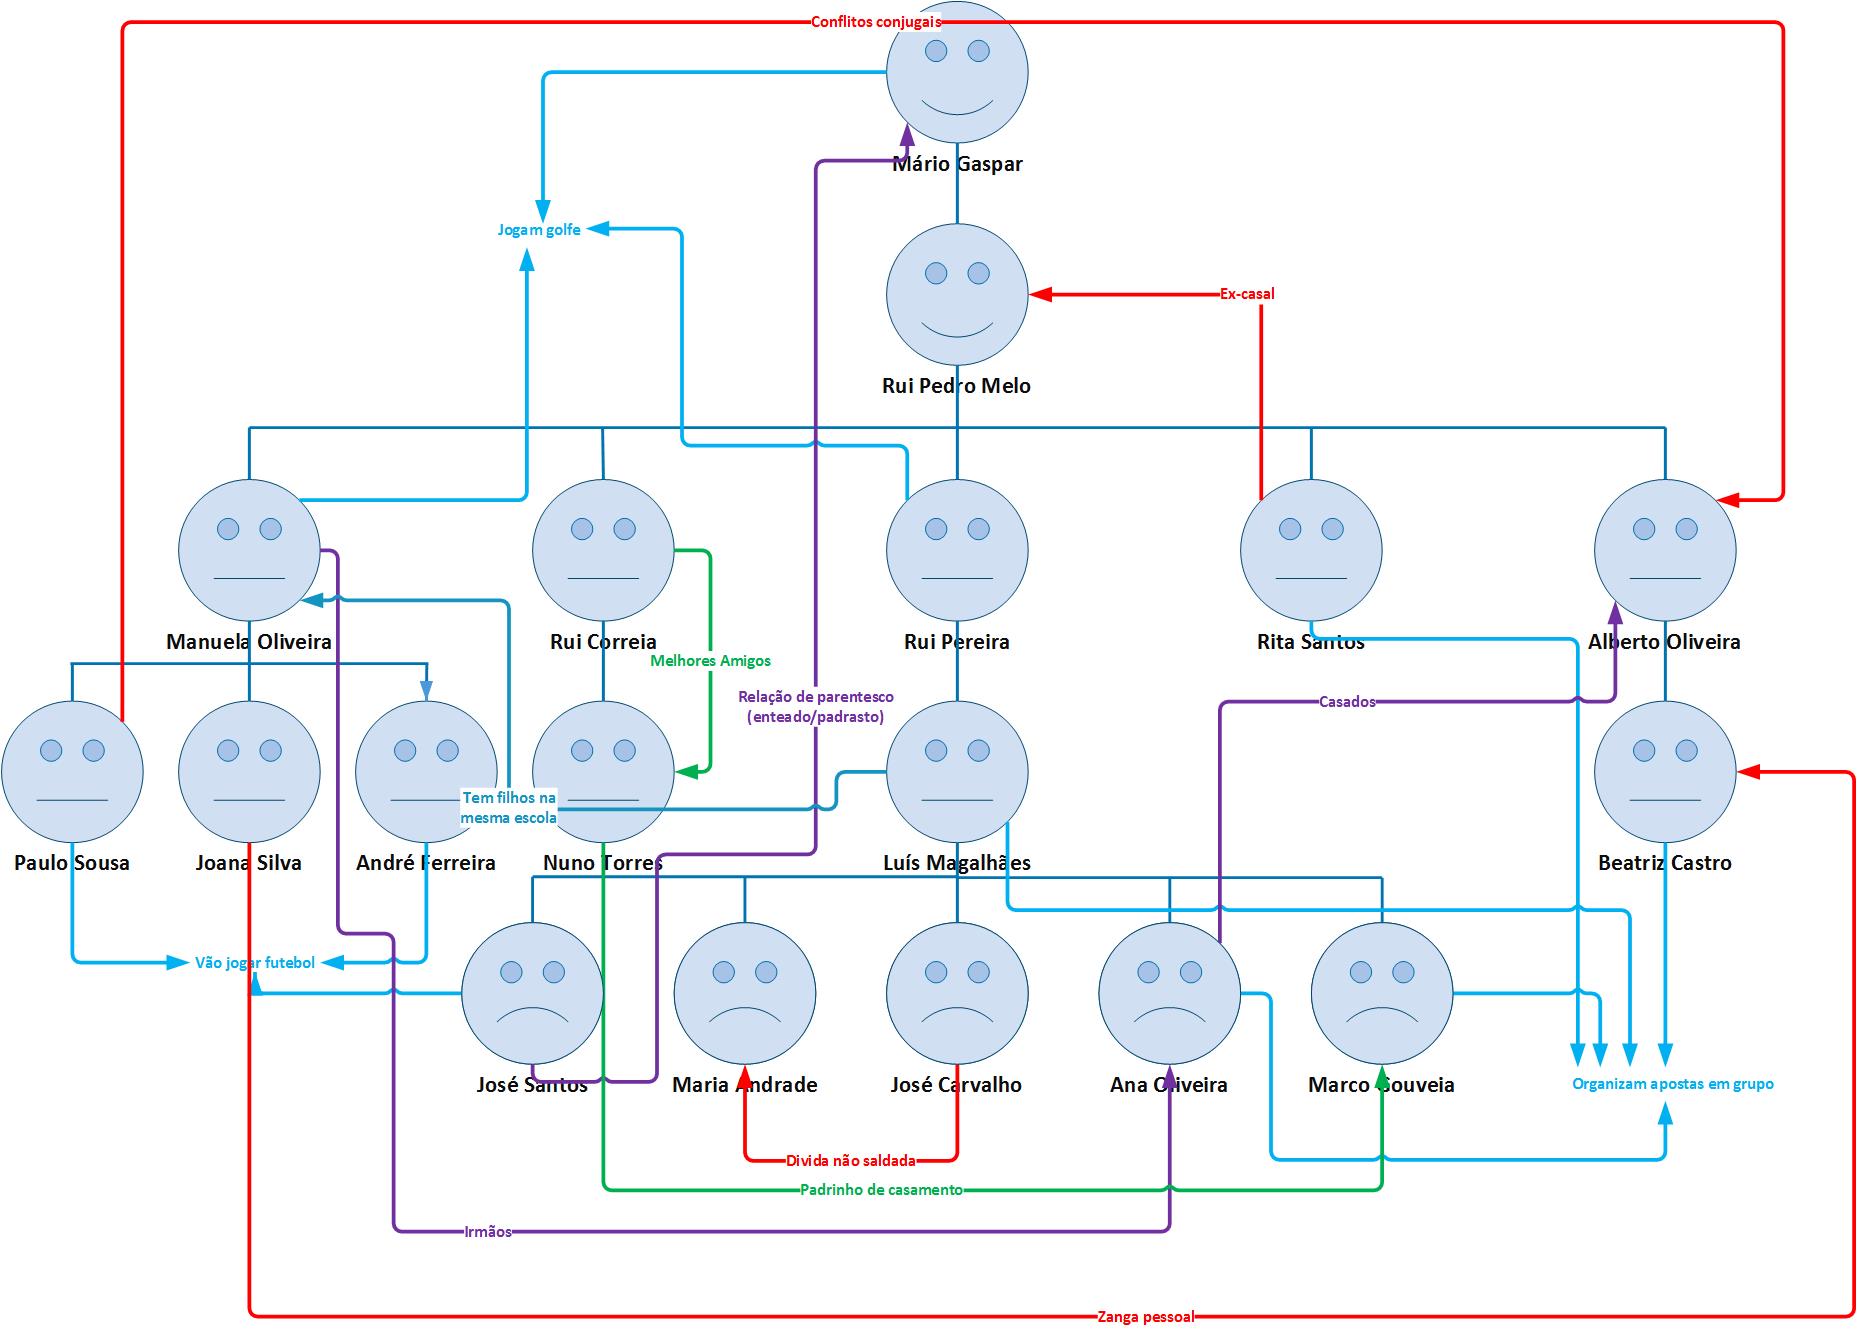 Conflitos conjugais
Mário Gaspar
Jogam golfe
Ex-casal
Rui Pedro Melo
Manuela Oliveira
Rui Correia
Rui Pereira
Rita Santos
Alberto Oliveira
Melhores Amigos
Relação de parentesco
(enteado/padrasto)
Casados
Tem filhos na
mesma escola
Paulo Sousa
Joana Silva
André Ferreira
Nuno Torres
Luís Magalhães
Beatriz Castro
Vão jogar futebol
José Santos
Maria Andrade
José Carvalho
Ana Oliveira
Marco Gouveia
Organizam apostas em grupo
Divida não saldada
Padrinho de casamento
Irmãos
Zanga pessoal